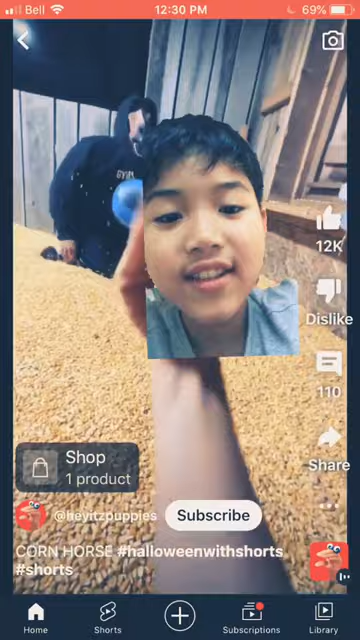 Bell
12:30 PM
69%
GYIM
12K
Dislike
110
Share
Shop
1 product
@heyitzpuppies
Subscribe
CORN HORSE #halloweenwithshorts
#shorts
Home
Shorts
Subscriptions
Library